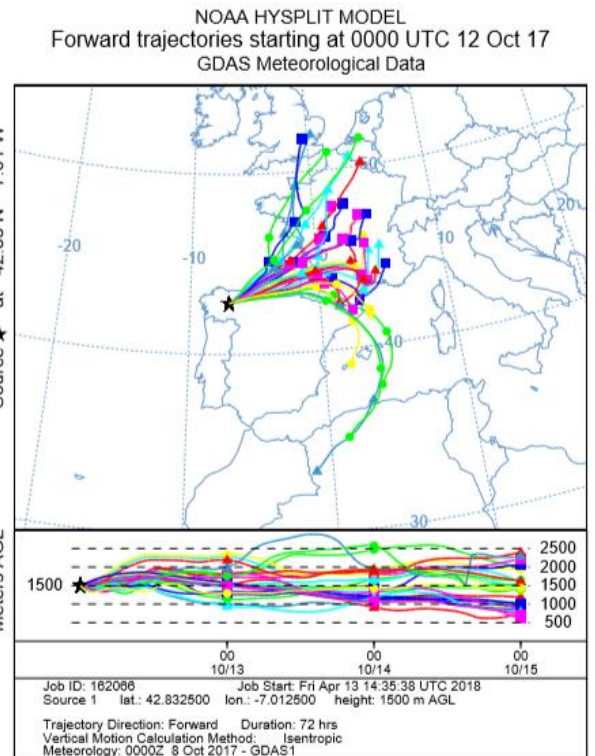 NOAA HYSPLIT MODEL
Forward trajectories starting at 0000 UTC 12 Oct 17
GDAS Meteorological Data
Source ★ at
-20
-10
10
20
50
40
30
Meters AGL
1500
2500
2000
1500
1000
500
00 00 00
10/13 10/14 10/15
Job ID: 162066 Job Start: Fri Apr 13 14:35:38 UTC 2018
Source 1 lat.: 42.832500 lon.: -7.012500 height: 1500 m AGL
Trajectory Direction: Forward Duration: 72 hrs
Vertical Motion Calculation Method: Isentropic
Meteorology: 0000Z 8 Oct 2017 - GDAS1